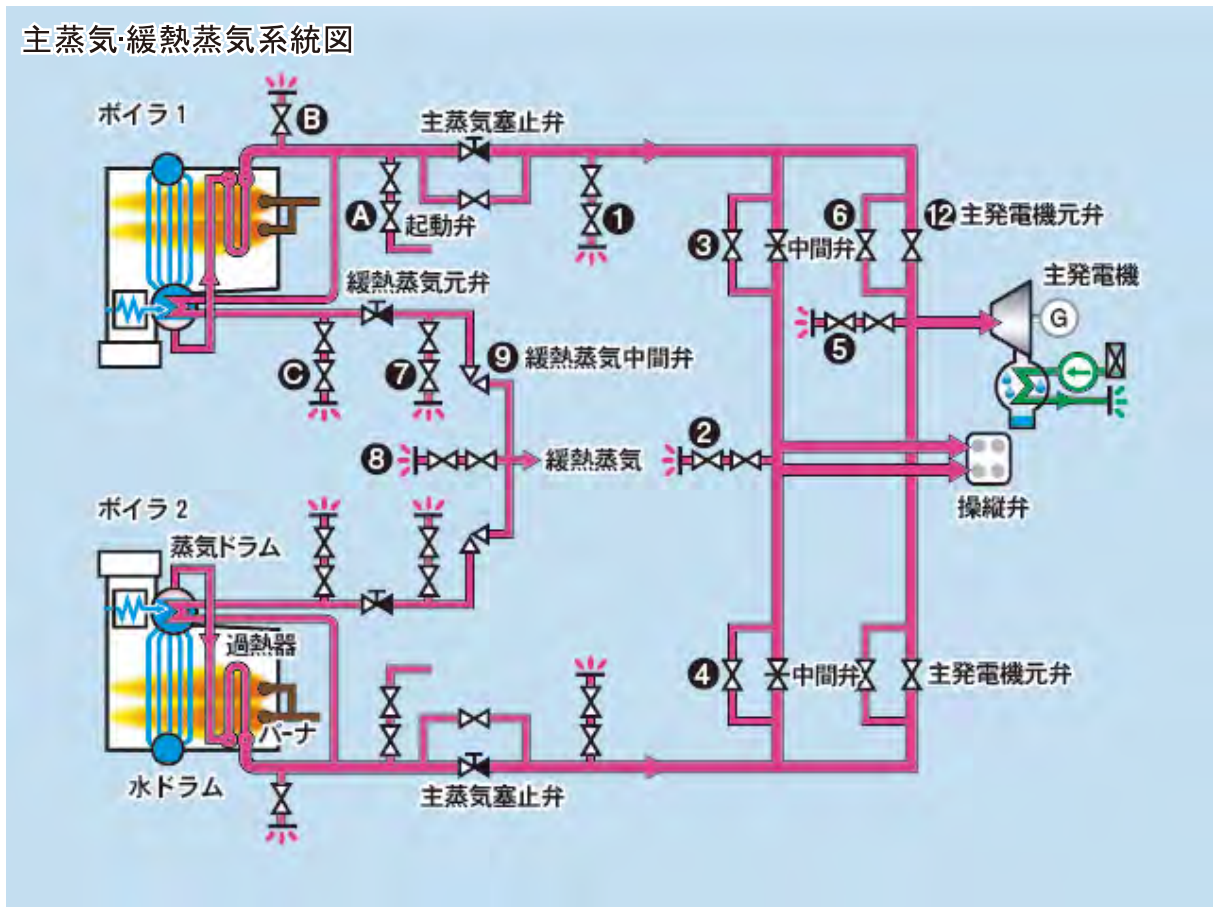 主蒸気･緩熱蒸気系統図
ボイラ1
B
主蒸気塞止弁
A
起動弁
1
3
中間弁
6
12 主発電機元弁
主発電機
G
緩熱蒸気元弁
5
C
7
9 緩熱蒸気中間弁
8
緩熱蒸気
2
操縦弁
ボイラ2
蒸気ドラム
過熱器
バーナ
水ドラム
4
中間弁
主発電機元弁
主蒸気塞止弁